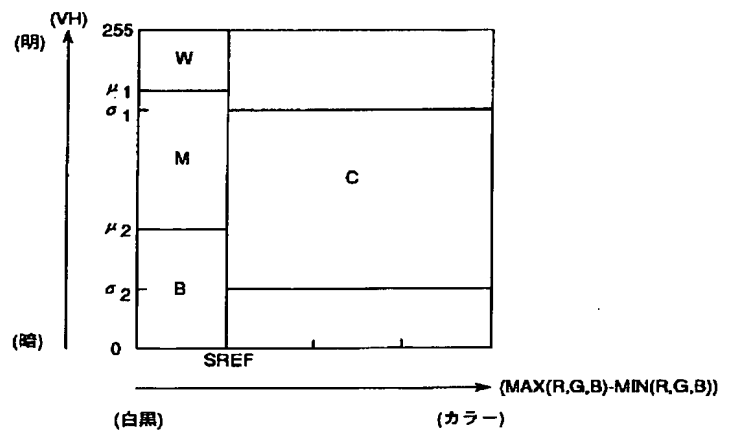 (VH)
(明)
255
W
μ1
σ1
M
C
μ2
σ2
B
(暗)
0
SREF
(MAX(R,G,B)-MIN(R,G,B))
(白黒)
(カラー)